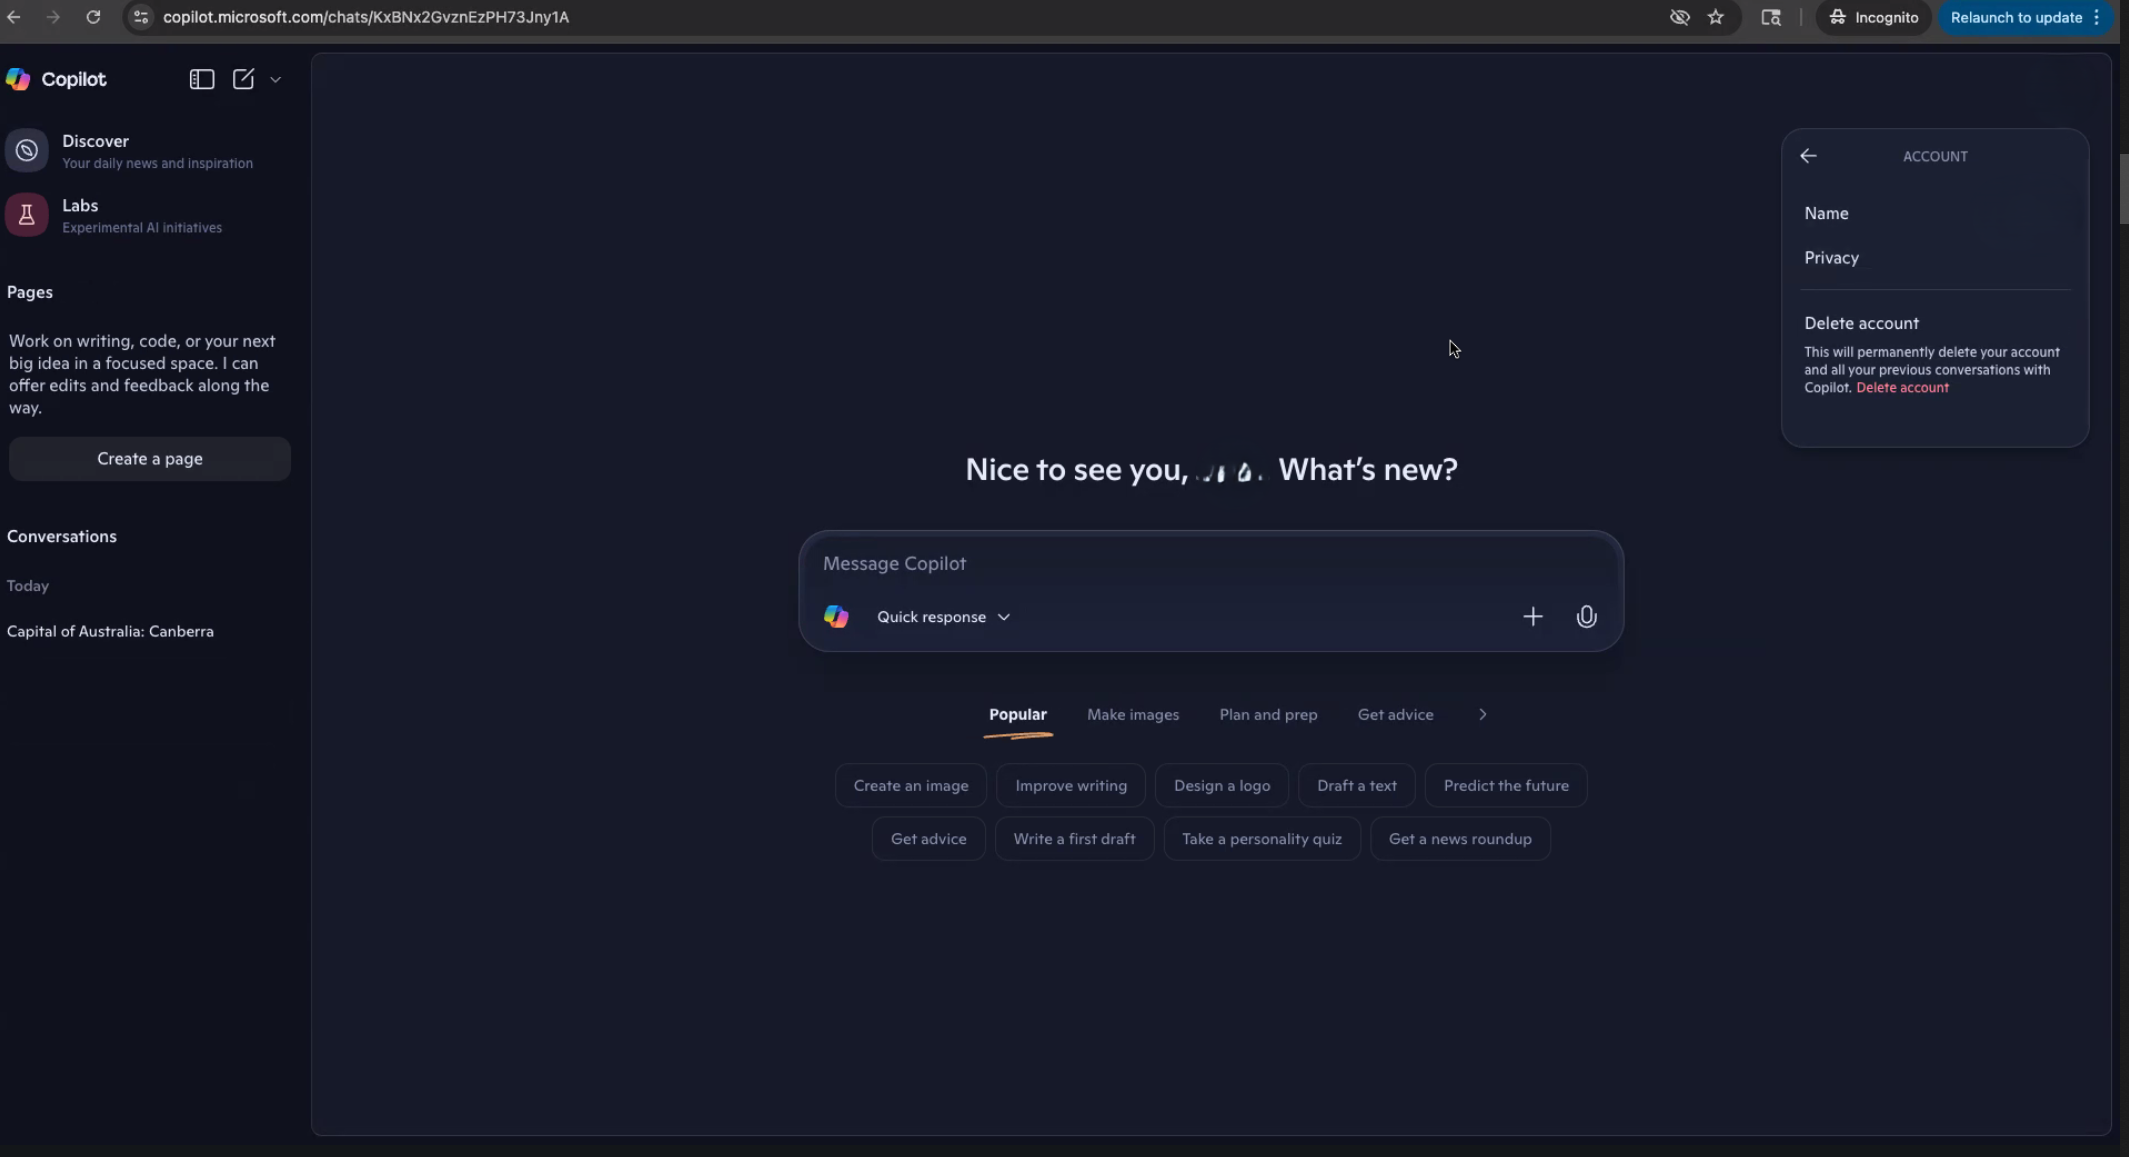 copilot.microsoft.com/chats/KxBNx2GvznEzPH73Jny1A
Incognito
Relaunch to update
Copilot
Discover
Your daily news and inspiration
Labs
Experimental AI initiatives
Pages
Work on writing, code, or your next
big idea in a focused space. I can
offer edits and feedback along the
way.
Create a page
Conversations
Today
Capital of Australia: Canberra
ACCOUNT
Name
Privacy
Delete account
This will permanently delete your account
and all your previous conversations with
Copilot. Delete account
Nice to see you, What's new?
Message Copilot
Quick response
Popular Make images Plan and prep Get advice
Create an image Improve writing Design a logo Draft a text Predict the future
Get advice Write a first draft Take a personality quiz Get a news roundup